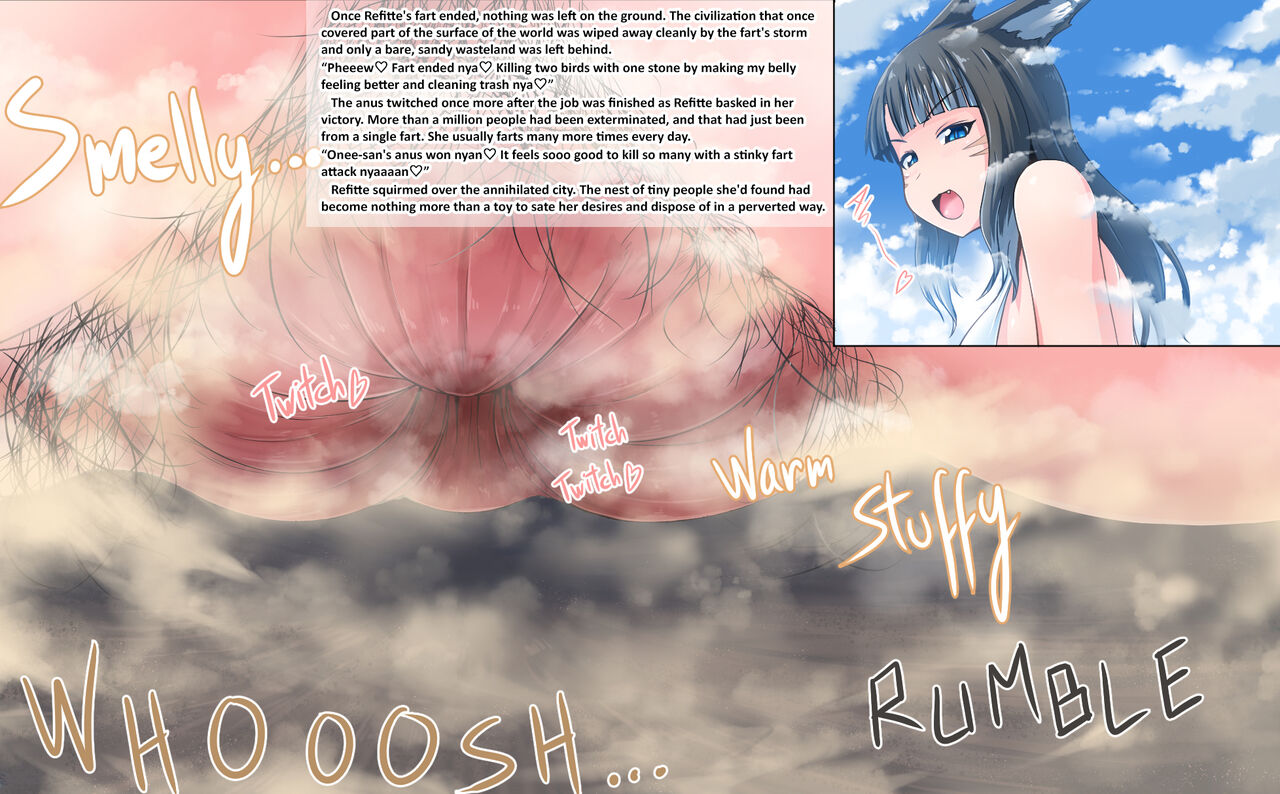 Once Refitte's fart ended, nothing was left on the ground. The civilization that once
covered part of the surface of the world was wiped away cleanly by the fart's storm
and only a bare, sandy wasteland was left behind.
“Pheeew♡ Fart ended nya♡ Killing two birds with one stone by making my belly
feeling better and cleaning trash nya♡”
The anus twitched once more after the job was finished as Refitte basked in her
victory. More than a million people had been exterminated, and that had just been
from a single fart. She usually farts many more times every day.
“Onee-san's anus won nyan♡ It feels sooo good to kill so many with a stinky fart
attack nyaaaan♡”
Refitte squirmed over the annihilated city. The nest of tiny people she'd found had
become nothing more than a toy to sate her desires and dispose of in a perverted way.
Smelly...
Ah—♡
Twitch♡
Twitch
Twitch♡
Warm
Stuffy
WHOOOOSH...
RUMBLE